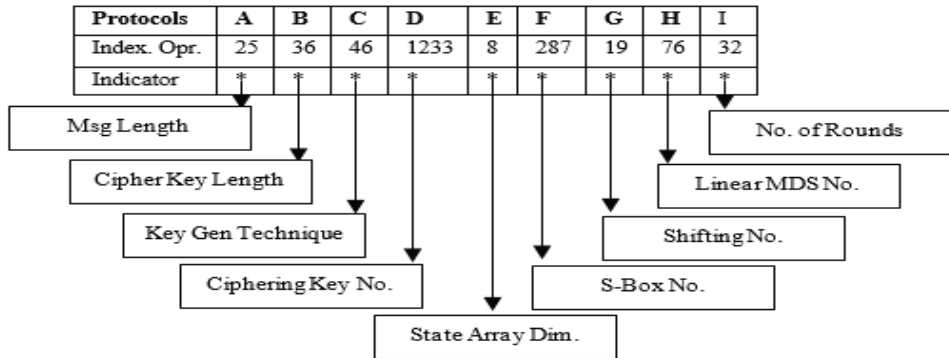 Protocols A B C D E F G H I
Index. Opr. 25 36 46 1233 8 287 19 76 32
Indicator * * * * * * * * *
Msg Length
No. of Rounds
Cipher Key Length
Linear MDS No.
Key Gen Technique
Shifting No.
Ciphering Key No.
S-Box No.
State Array Dim.